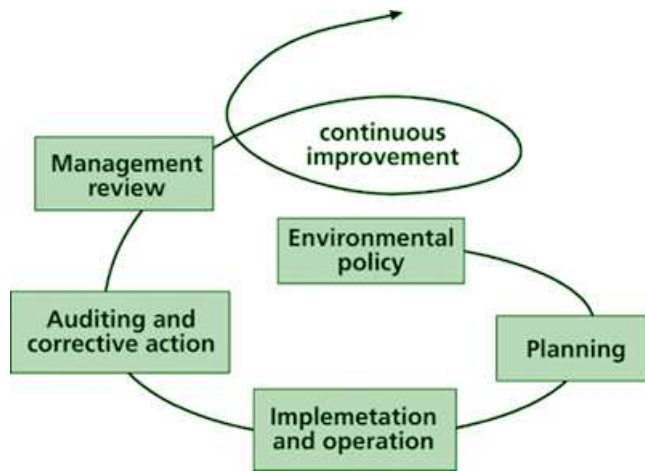 continuous
improvement
Management
review
Environmental
policy
Auditing and
corrective action
Planning
Implemetation
and operation